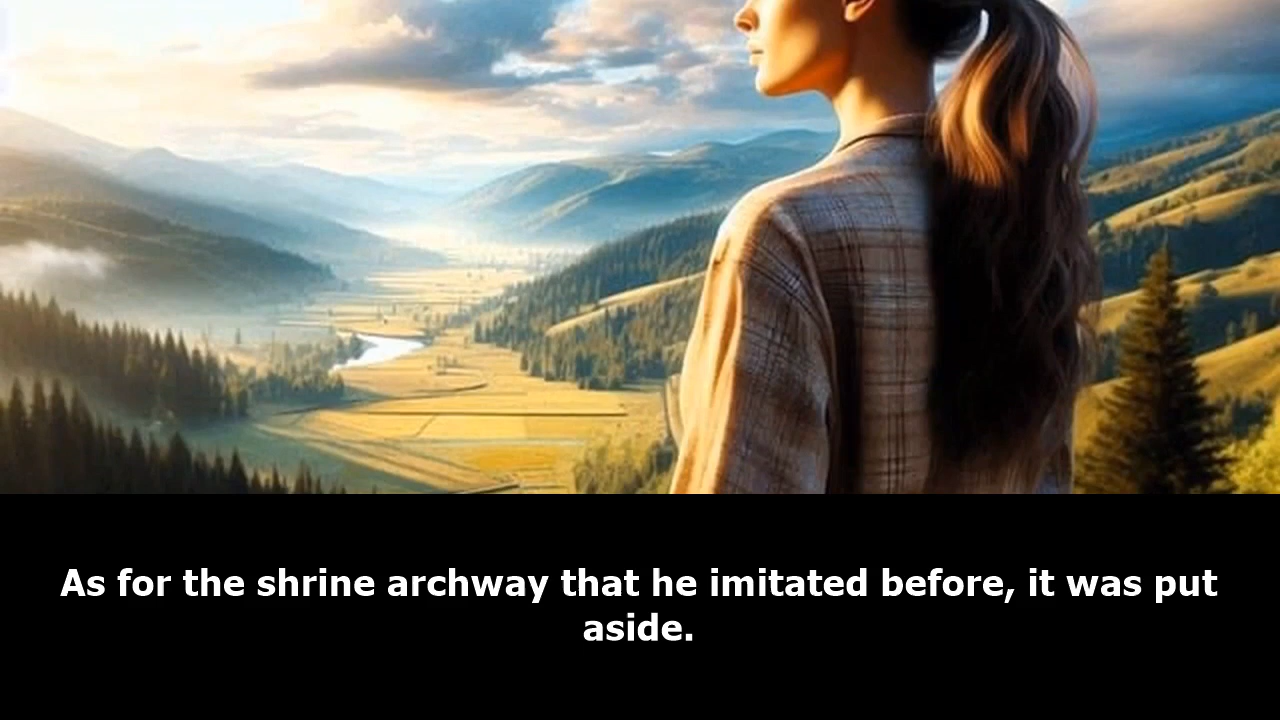 As for the shrine archway that he imitated before, it was put
aside.